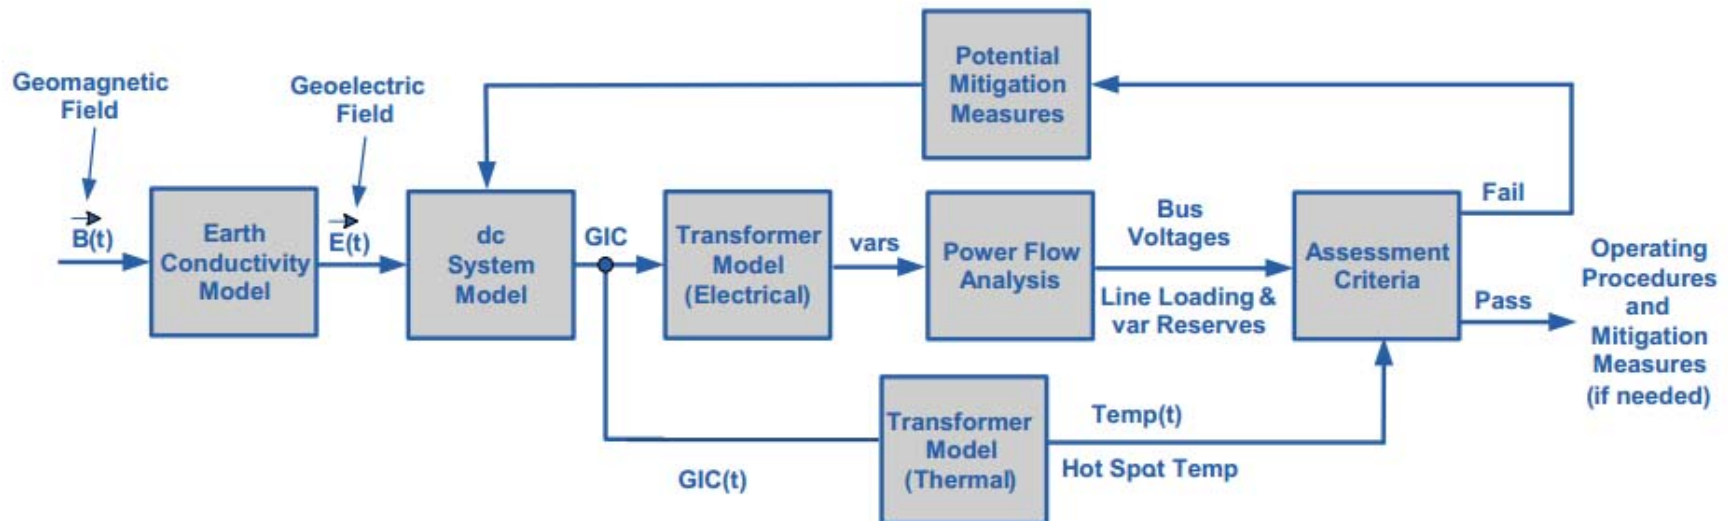 Potential
Mitigation
Measures
Geomagnetic
Field
Geoelectric
Field
B(t)
Earth
Conductivity
Model
E(t)
dc
System
Model
GIC
Transformer
Model
(Electrical)
vars
Power Flow
Analysis
Bus
Voltages
Line Loading &
var Reserves
Assessment
Criteria
Fail
Pass
Operating
Procedures
and
Mitigation
Measures
(if needed)
GIC(t)
Transformer
Model
(Thermal)
Temp(t)
Hot Spot Temp